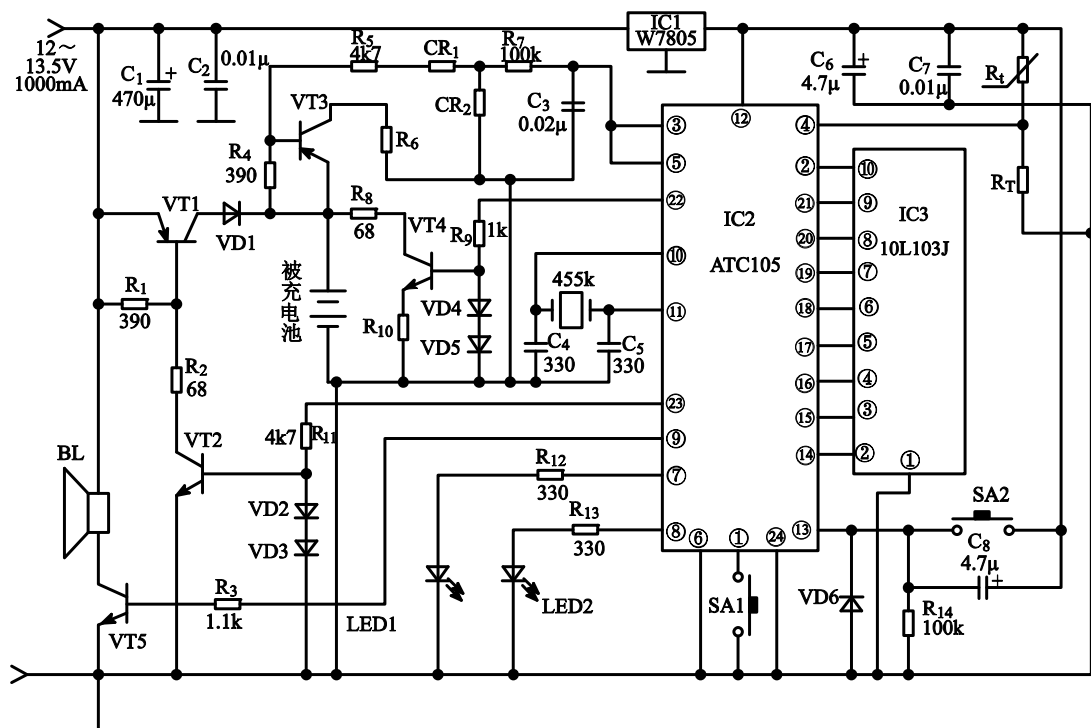 12～
13.5V
1000mA
C1
470μ
C2
0.01μ
R5
4k7
CR1
R7
100k
IC1
W7805
CR2
C3
0.02μ
VT3
R6
R4
390
C6
4.7μ
C7
0.01μ
Rt
RT
VT1
VD1
R8
68
VT4
R9
1k
被充电池
R10
VD4
VD5
455k
C4
330
C5
330
R1
390
R2
68
VT2
4k7
R11
VD2
VD3
BL
R3
1.1k
VT5
R12
330
R13
330
LED1
LED2
IC2
ATC105
③
⑤
㉒
⑩
⑪
㉓
⑨
⑦
⑧
⑫
④
②
㉑
⑳
⑲
⑱
⑰
⑯
⑮
⑭
⑬
⑥
①
㉔
IC3
10L103J
⑩
⑨
⑧
⑦
⑥
⑤
④
③
②
①
SA1
SA2
C8
4.7μ
VD6
R14
100k